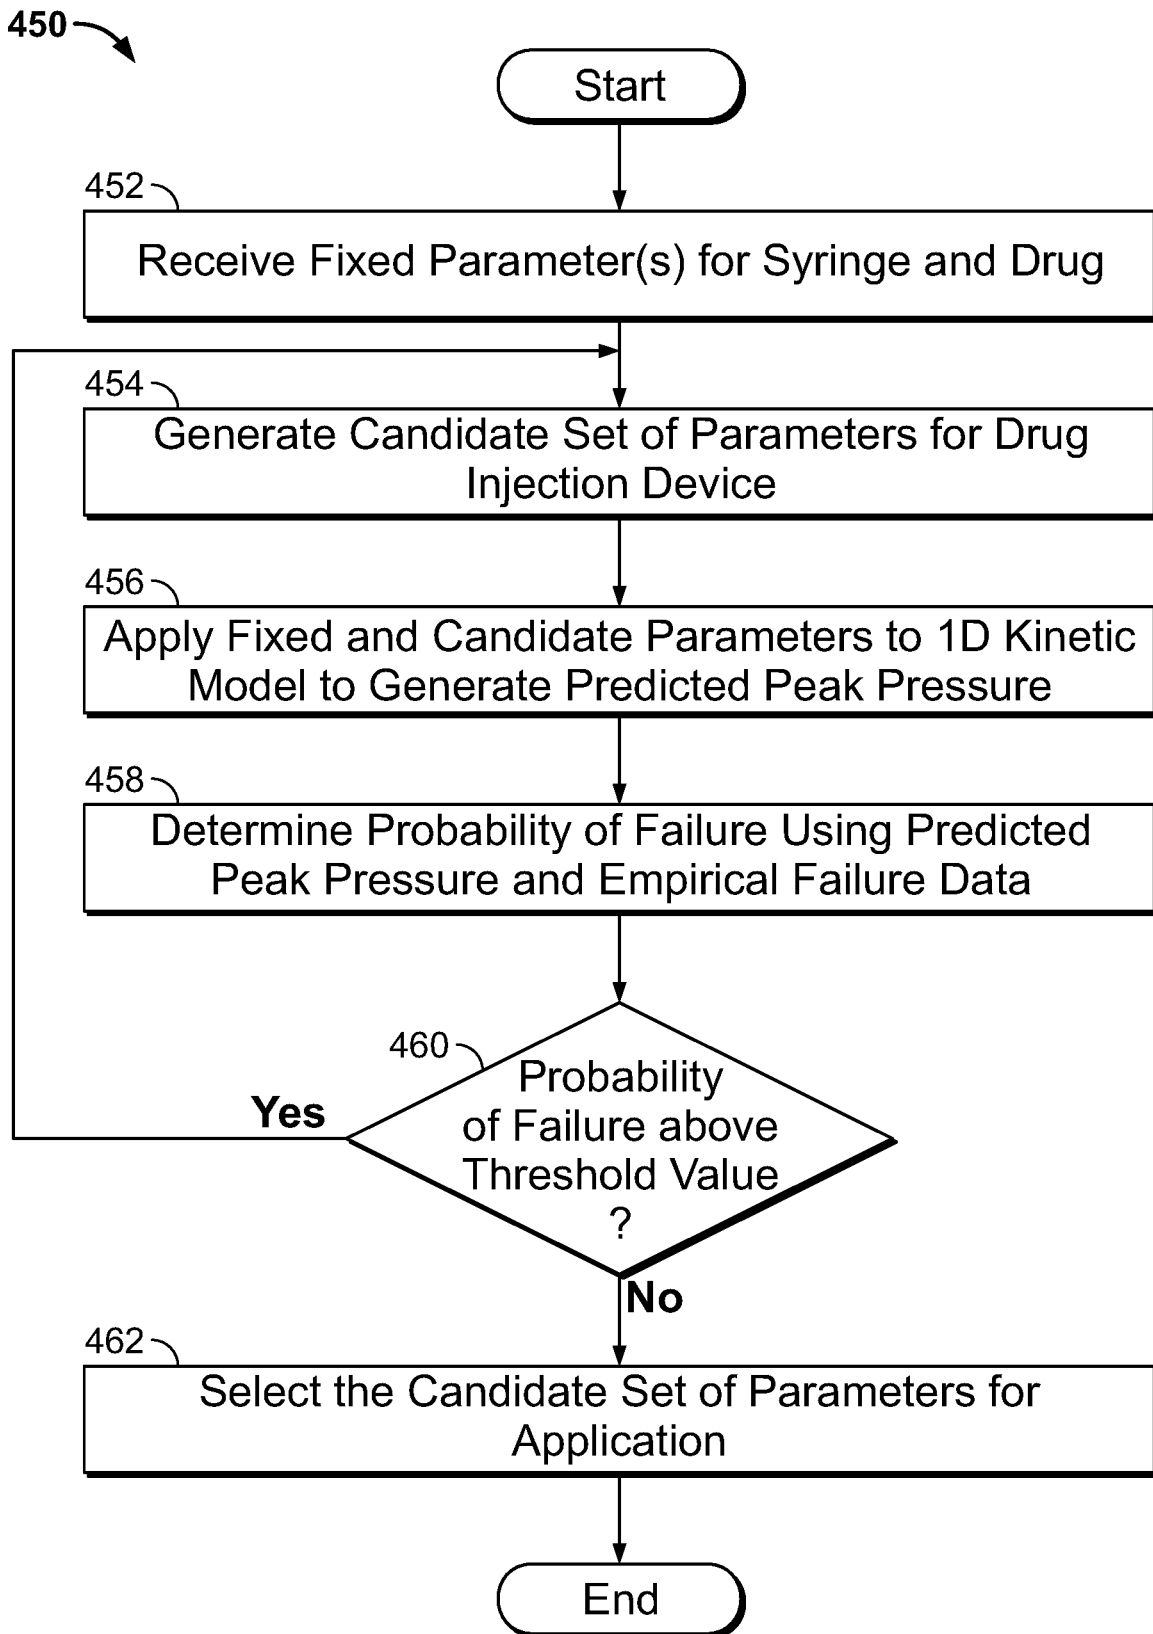 450
Start
452
Receive Fixed Parameter(s) for Syringe and Drug
454
Generate Candidate Set of Parameters for Drug
Injection Device
456
Apply Fixed and Candidate Parameters to 1D Kinetic
Model to Generate Predicted Peak Pressure
458
Determine Probability of Failure Using Predicted
Peak Pressure and Empirical Failure Data
460
Probability
of Failure above
Threshold Value
?
Yes
No
462
Select the Candidate Set of Parameters for
Application
End